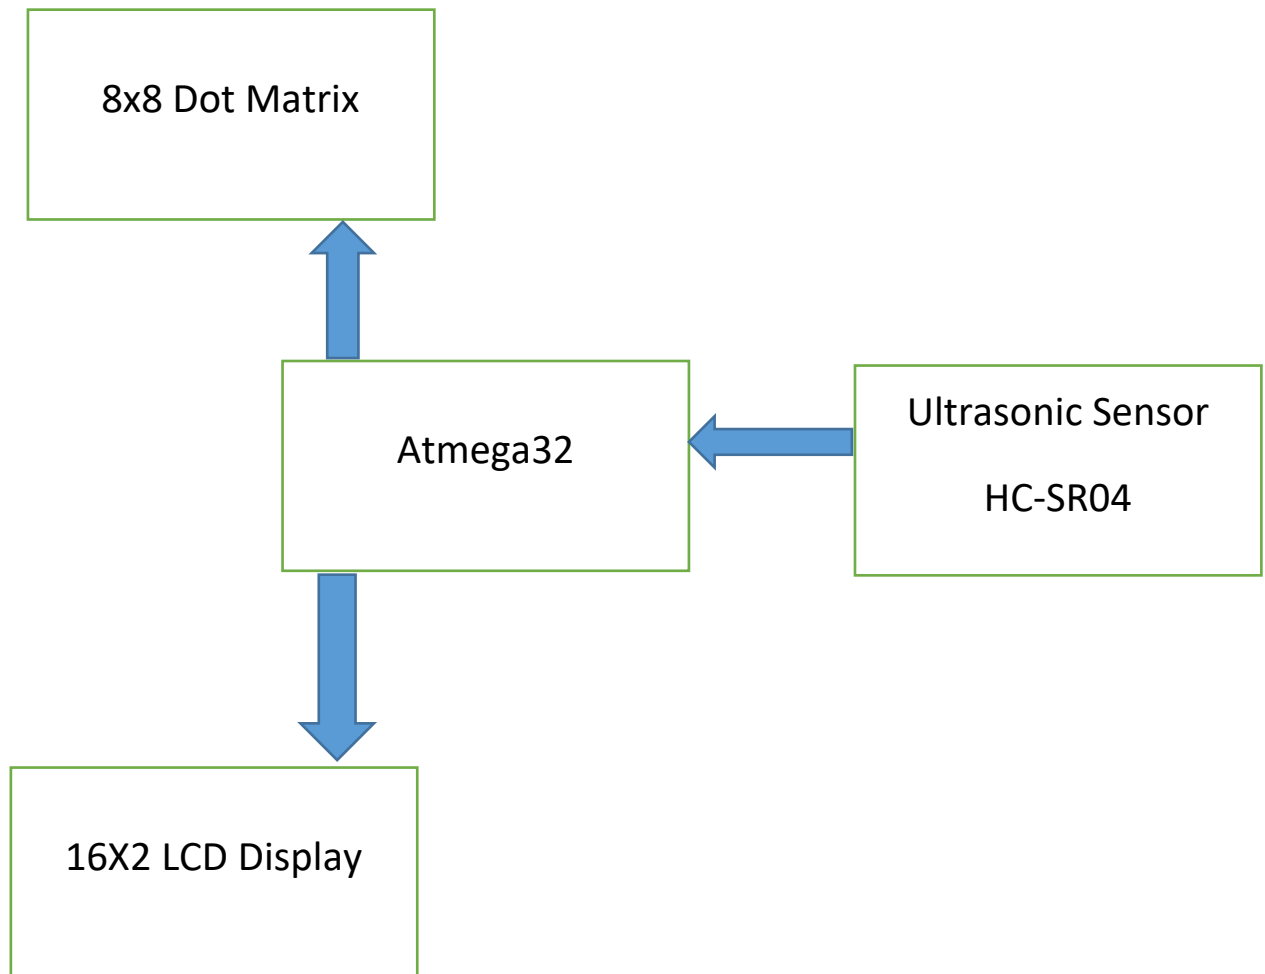 8x8 Dot Matrix
Atmega32
Ultrasonic Sensor
HC-SR04
16X2 LCD Display